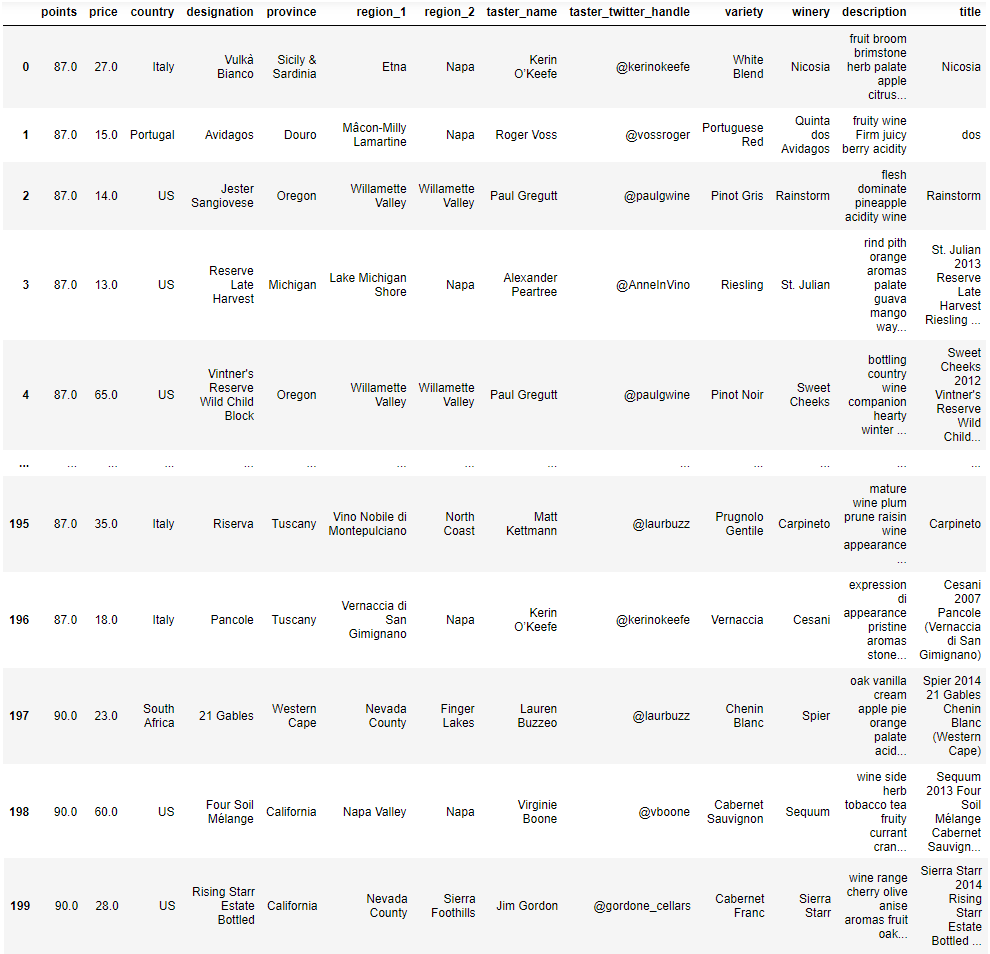 points price country designation province region_1 region_2 taster_name taster_twitter_handle variety winery description title
0 87.0 27.0 Italy Vulkà Bianco Sicily & Sardinia Etna Napa Kerin O'Keefe @kerinokeefe White Blend Nicosia fruit broom brimstone herb palate apple citrus... Nicosia
1 87.0 15.0 Portugal Avidagos Douro Mâcon-Milly Lamartine Napa Roger Voss @vossroger Portuguese Red Quinta dos Avidagos fruity wine Firm juicy berry acidity dos
2 87.0 14.0 US Jester Sangiovese Oregon Willamette Valley Willamette Valley Paul Gregutt @paulgwine Pinot Gris Rainstorm flesh dominate pineapple acidity wine Rainstorm
3 87.0 13.0 US Reserve Late Harvest Michigan Lake Michigan Shore Napa Alexander Peartree @AnneInVino Riesling St. Julian rind pith orange aromas palate guava mango way... St. Julian 2013 Reserve Late Harvest Riesling ...
4 87.0 65.0 US Vintner's Reserve Wild Child Block Oregon Willamette Valley Willamette Valley Paul Gregutt @paulgwine Pinot Noir Sweet Cheeks bottling country wine companion hearty winter ... Sweet Cheeks 2012 Vintner's Reserve Wild Child...
... ... ... ... ... ... ... ... ... ... ... ... ... ...
195 87.0 35.0 Italy Riserva Tuscany Vino Nobile di Montepulciano North Coast Matt Kettmann @laurbuzz Prugnolo Gentile Carpineto mature wine plum prune raisin wine appearance ... Carpineto
196 87.0 18.0 Italy Pancole Tuscany Vernaccia di San Gimignano Napa Kerin O'Keefe @kerinokeefe Vernaccia Cesani expression di appearance pristine aromas stone... Cesani 2007 Pancole (Vernaccia di San Gimignano)
197 90.0 23.0 South Africa 21 Gables Western Cape Nevada County Finger Lakes Lauren Buzzeo @laurbuzz Chenin Blanc Spier oak vanilla cream apple pie orange palate acid... Spier 2014 21 Gables Chenin Blanc (Western Cape)
198 90.0 60.0 US Four Soil Mélange California Napa Valley Napa Virginie Boone @vboone Cabernet Sauvignon Sequum wine side herb tobacco tea fruity currant cran... Sequum 2013 Four Soil Mélange Cabernet Sauvign...
199 90.0 28.0 US Rising Starr Estate Bottled California Nevada County Sierra Foothills Jim Gordon @gordone_cellars Cabernet Franc Sierra Starr wine range cherry olive anise aromas fruit oak... Sierra Starr 2014 Rising Starr Estate Bottled ...